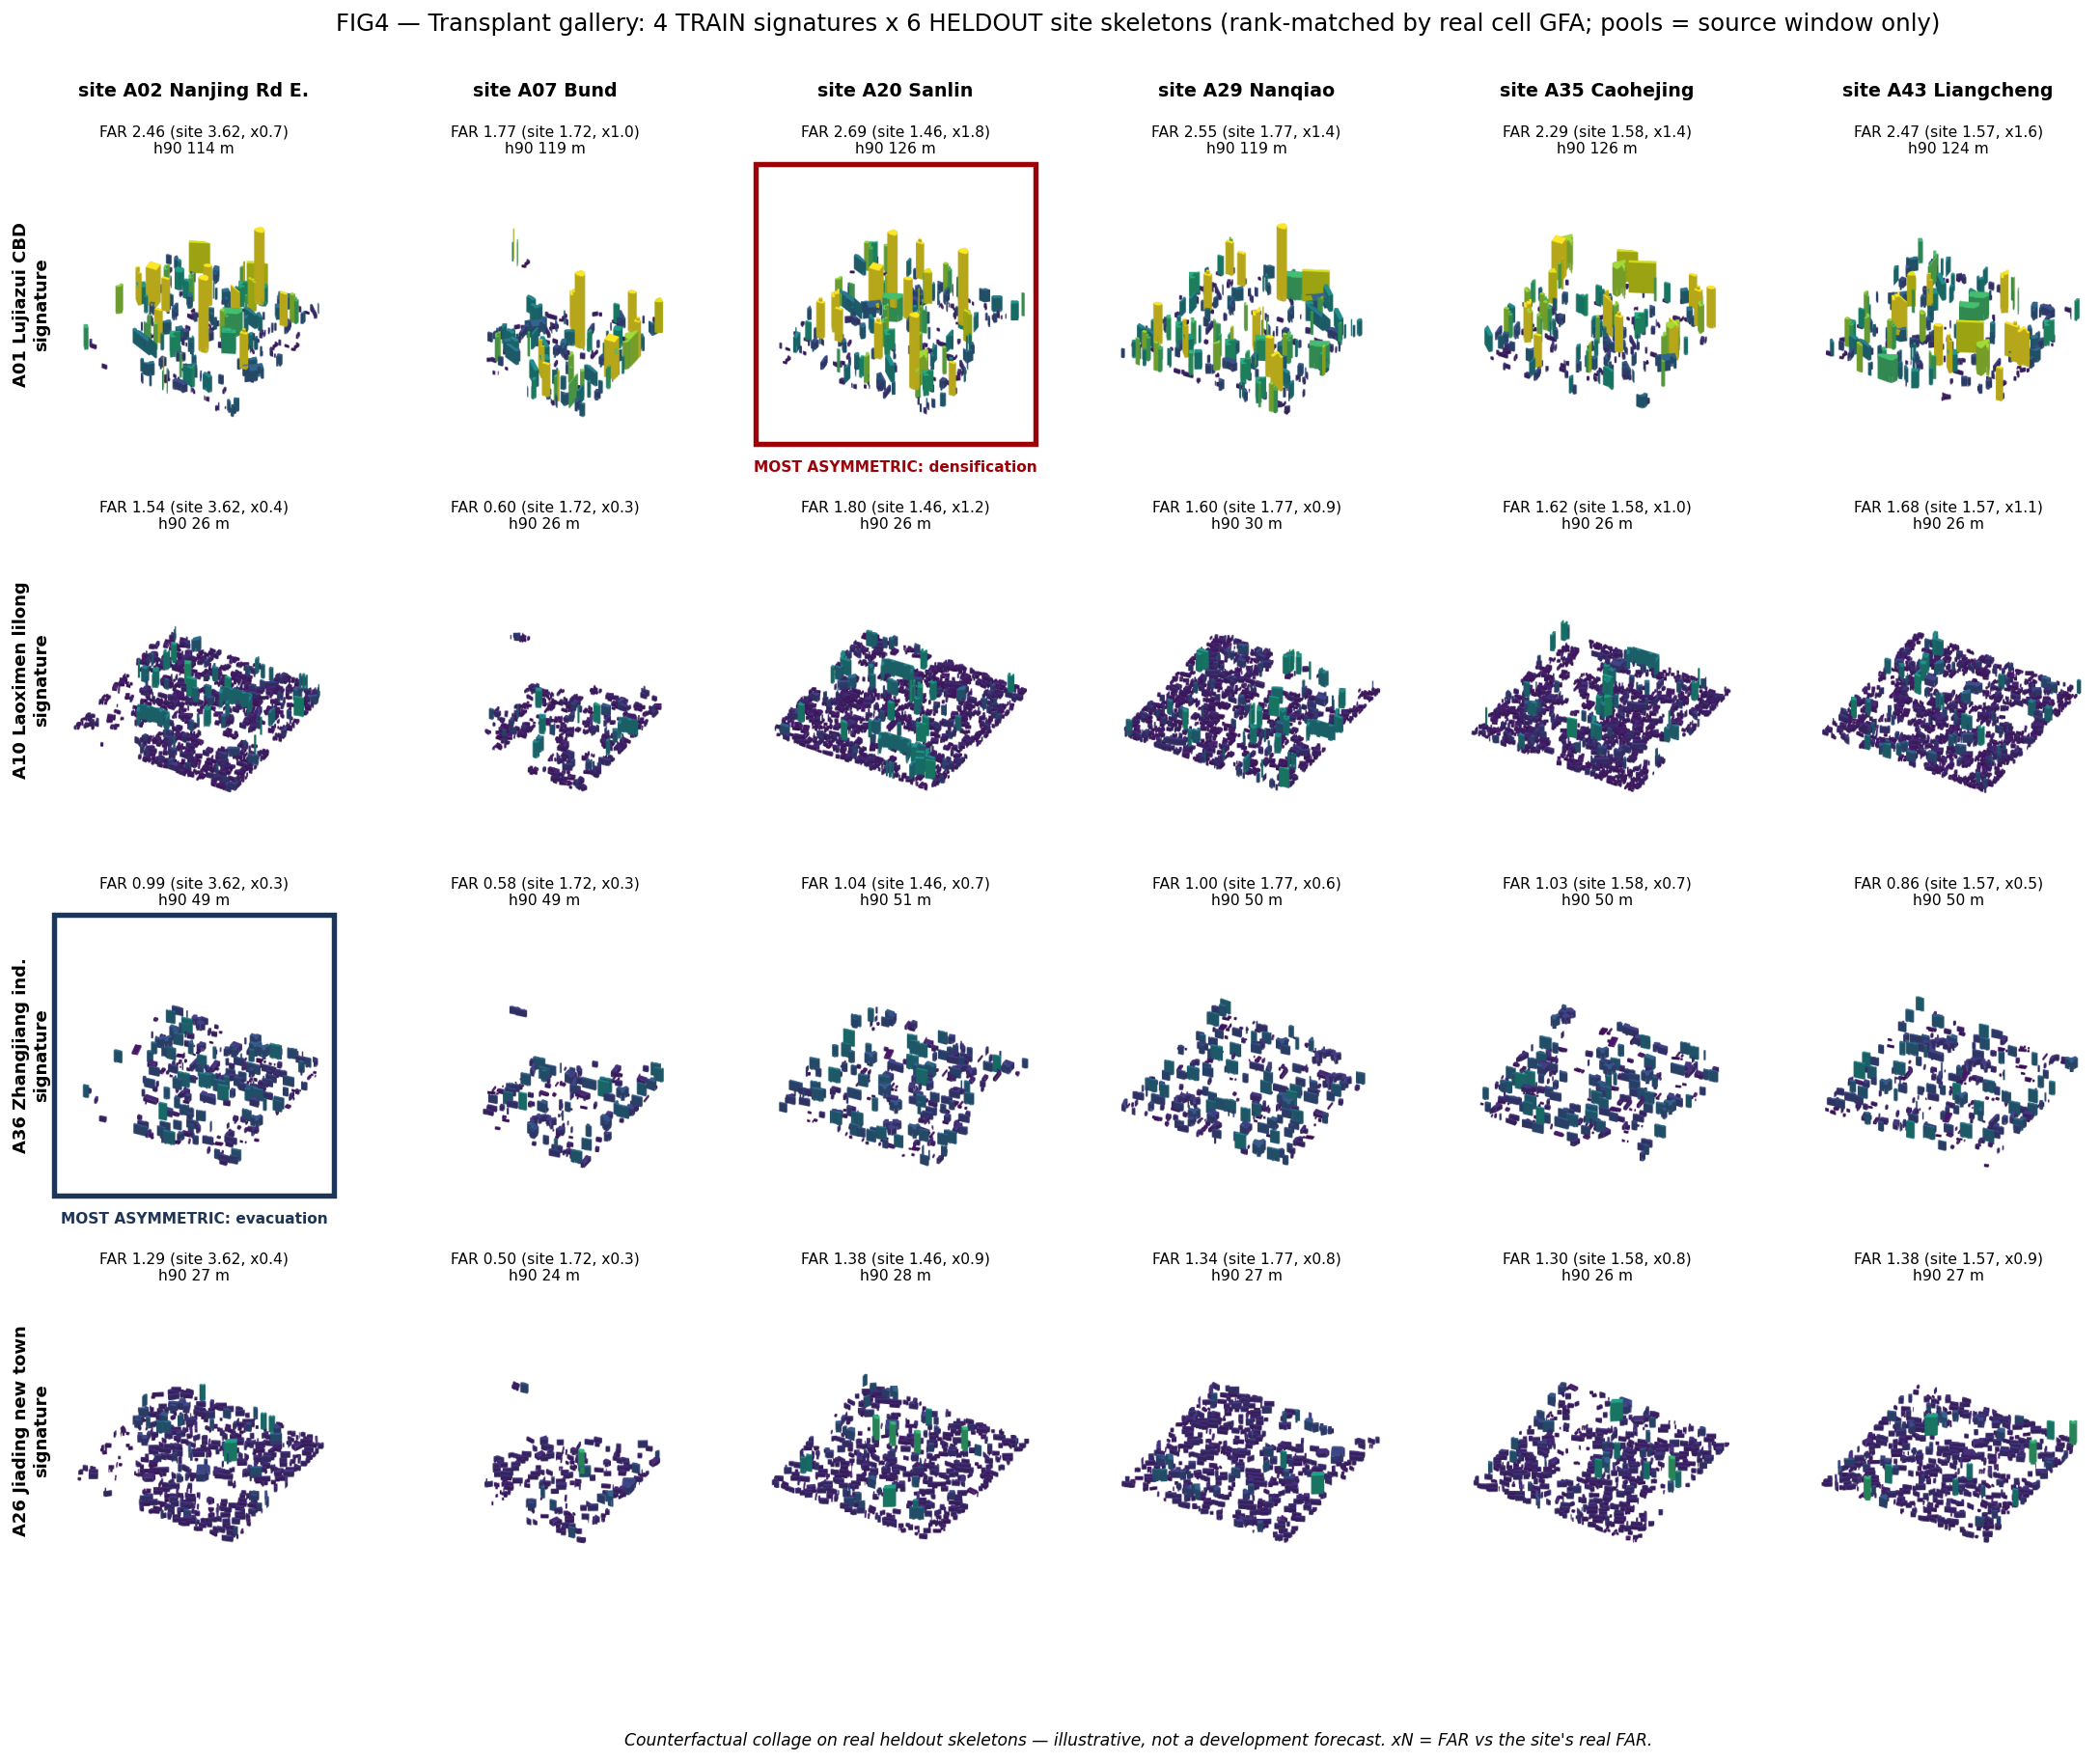 FIG4 — Transplant gallery: 4 TRAIN signatures x 6 HELDOUT site skeletons (rank-matched by real cell GFA; pools = source window only)
site A02 Nanjing Rd E.
site A07 Bund
site A20 Sanlin
site A29 Nanqiao
site A35 Caohejing
site A43 Liangcheng
A01 Lujiazui CBD
signature
FAR 2.46 (site 3.62, x0.7)
h90 114 m
FAR 1.77 (site 1.72, x1.0)
h90 119 m
FAR 2.69 (site 1.46, x1.8)
h90 126 m
FAR 2.55 (site 1.77, x1.4)
h90 119 m
FAR 2.29 (site 1.58, x1.4)
h90 126 m
FAR 2.47 (site 1.57, x1.6)
h90 124 m
MOST ASYMMETRIC: densification
A10 Laoximen lilong
signature
FAR 1.54 (site 3.62, x0.4)
h90 26 m
FAR 0.60 (site 1.72, x0.3)
h90 26 m
FAR 1.80 (site 1.46, x1.2)
h90 26 m
FAR 1.60 (site 1.77, x0.9)
h90 30 m
FAR 1.62 (site 1.58, x1.0)
h90 26 m
FAR 1.68 (site 1.57, x1.1)
h90 26 m
A36 Zhangjiang ind.
signature
FAR 0.99 (site 3.62, x0.3)
h90 49 m
FAR 0.58 (site 1.72, x0.3)
h90 49 m
FAR 1.04 (site 1.46, x0.7)
h90 51 m
FAR 1.00 (site 1.77, x0.6)
h90 50 m
FAR 1.03 (site 1.58, x0.7)
h90 50 m
FAR 0.86 (site 1.57, x0.5)
h90 50 m
MOST ASYMMETRIC: evacuation
A26 Jiading new town
signature
FAR 1.29 (site 3.62, x0.4)
h90 27 m
FAR 0.50 (site 1.72, x0.3)
h90 24 m
FAR 1.38 (site 1.46, x0.9)
h90 28 m
FAR 1.34 (site 1.77, x0.8)
h90 27 m
FAR 1.30 (site 1.58, x0.8)
h90 26 m
FAR 1.38 (site 1.57, x0.9)
h90 27 m
Counterfactual collage on real heldout skeletons — illustrative, not a development forecast. xN = FAR vs the site's real FAR.